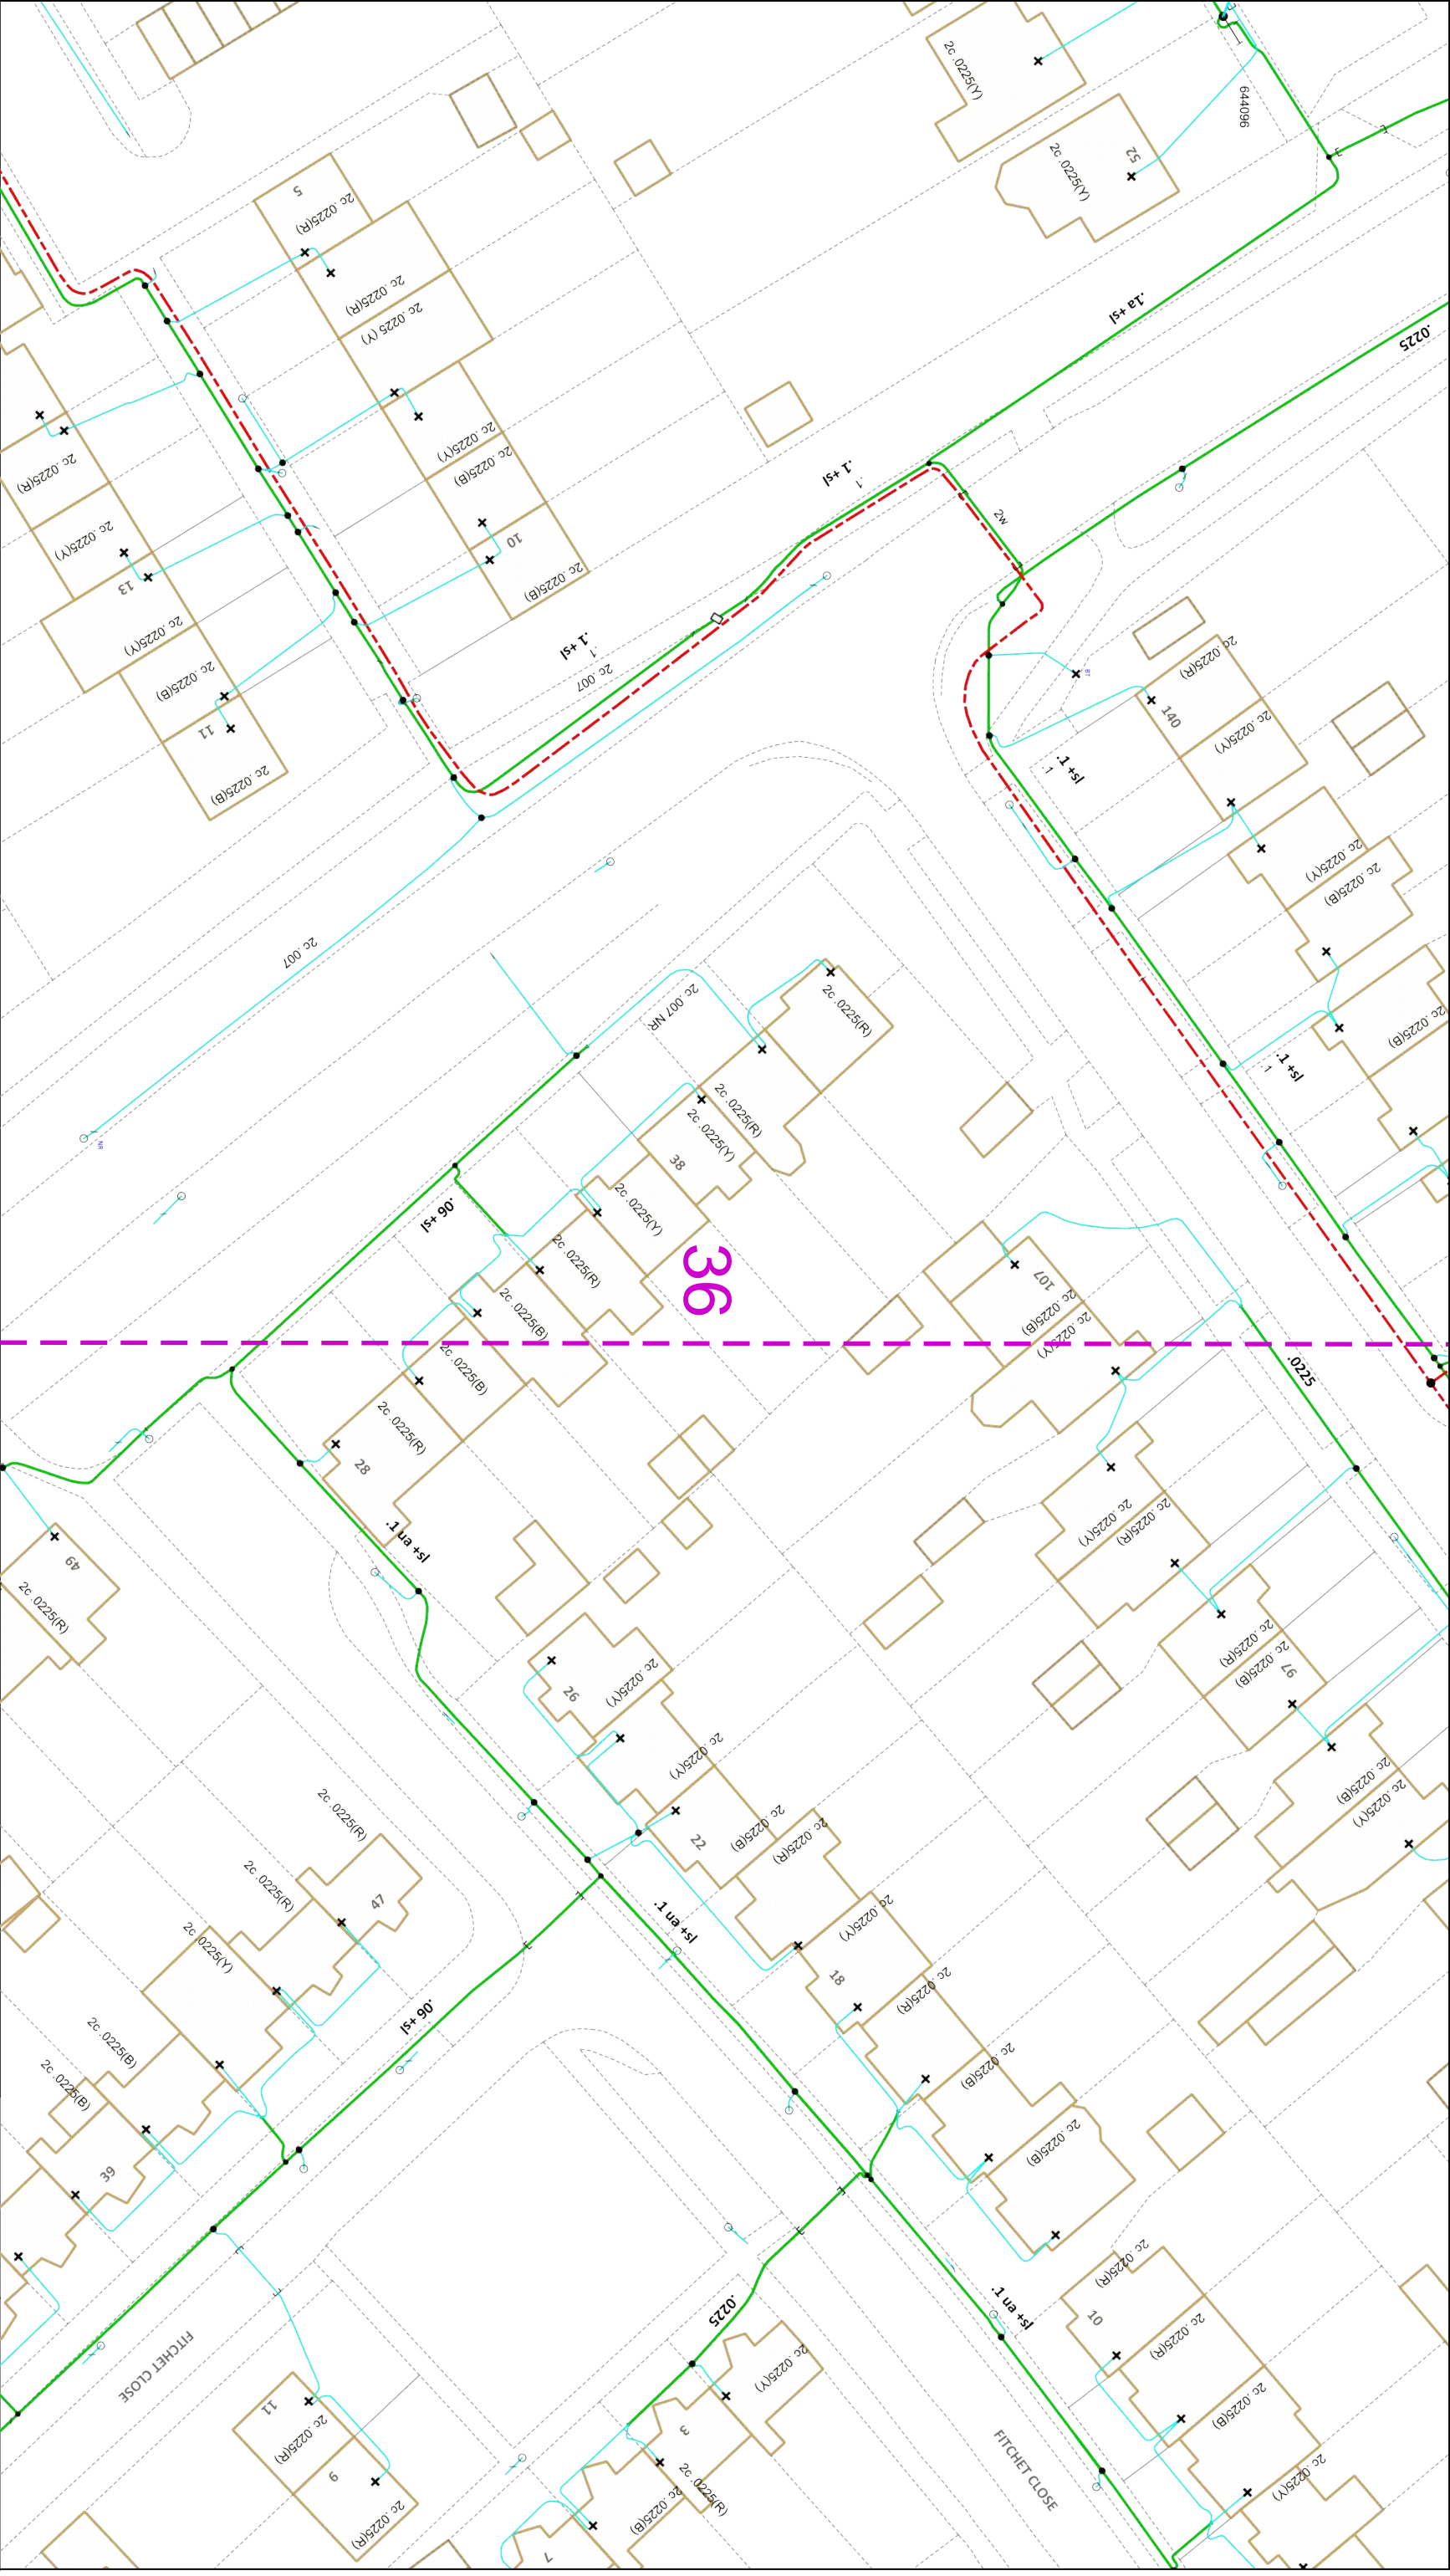 2c .0225(Y)
644096
52
2c .0225(Y)
5
2c .0225(R)
2c .0225(R)
2c .0225 (Y)
.1a+sl
.0225
2c .0225(Y)
2c .0225(B)
2c .0225(R)
.1 +sl
1
2w
2c .0225(Y)
10
2c .0225(B)
13
2c .0225(Y)
2c .0225(B)
11
2c .0225(B)
.1 +sl
1
2c .007
BT
2c .0225(R)
140
2c .0225(Y)
.1 +sl
.1
2c .0225(Y)
2c .0225(B)
2c .007
2c .007 NR
2c .0225(R)
2c .0225(B)
.1 +sl
1
NR
2c .0225(R)
2c .0225(Y)
38
2c .0225(Y)
.06 +sl
2c .0225(R)
36
107
2c .0225(B)
2c .0225(Y)
2c .0225(B)
2c .0225(B)
.0225
2c .0225(R)
28
.1 ua +sl
2c .0225(Y)
2c .0225(R)
49
2c .0225(R)
2c .0225(R)
2c .0225(B)
97
2c .0225(Y)
26
2c .0225(Y)
2c .0225(B)
2c .0225(Y)
2c .0225(R)
22
2c .0225(B)
2c .0225(R)
2c .0225(R)
47
2c .0225(Y)
.1 ua +sl
2c .0225(Y)
18
2c .0225(R)
.06 +sl
2c .0225(B)
2c .0225(B)
2c .0225(B)
39
2c .0225(B)
2c .0225(R)
.1 ua +sl
10
2c .0225(R)
.0225
FITCHET CLOSE
2c .0225(Y)
2c .0225(B)
11
2c .0225(R)
9
2c .0225(R)
3
2c .0225(R)
2c .0225(B)
7
FITCHET CLOSE
2c .0225(Y)